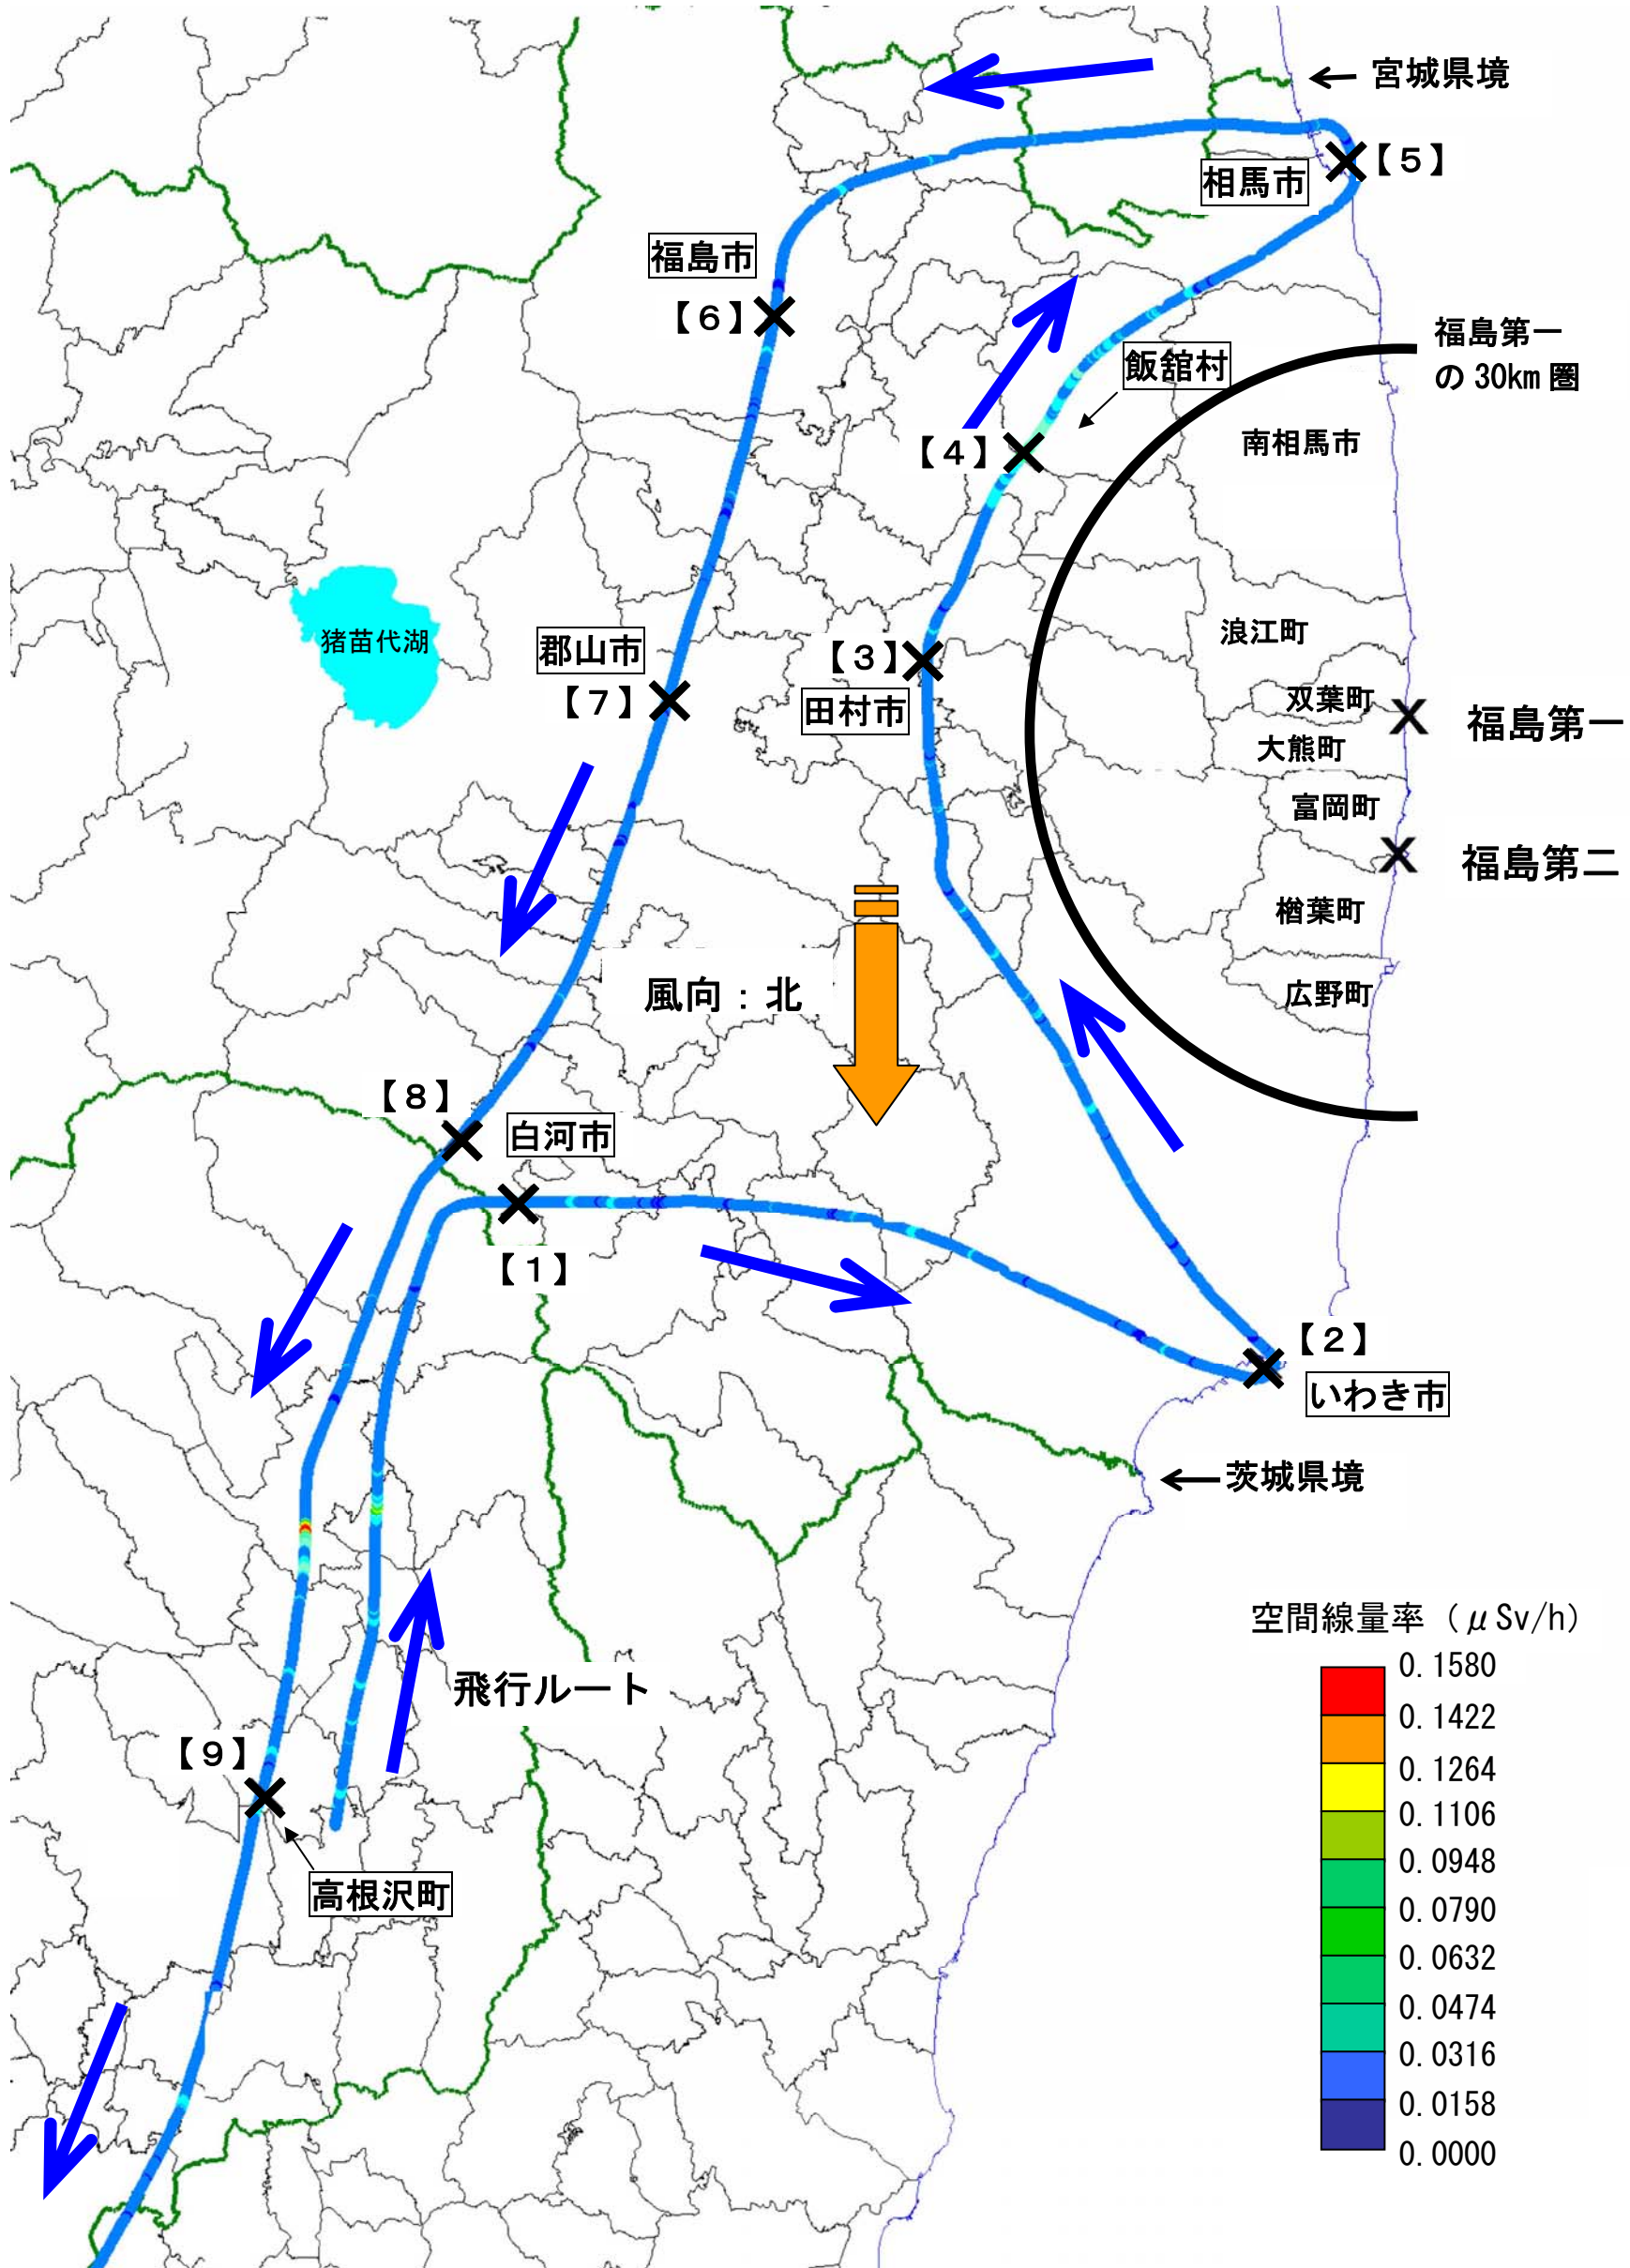 宮城県境
【５】
相馬市
福島市
【６】
福島第一
の30km圏
飯舘村
【４】
南相馬市
猪苗代湖
浪江町
郡山市
【３】
【７】
田村市
双葉町
福島第一
大熊町
富岡町
福島第二
楢葉町
風向：北
広野町
【８】
白河市
【１】
【２】
いわき市
茨城県境
空間線量率（μSv/h）
0.1580
飛行ルート
0.1422
【９】
0.1264
0.1106
0.0948
高根沢町
0.0790
0.0632
0.0474
0.0316
0.0158
0.0000